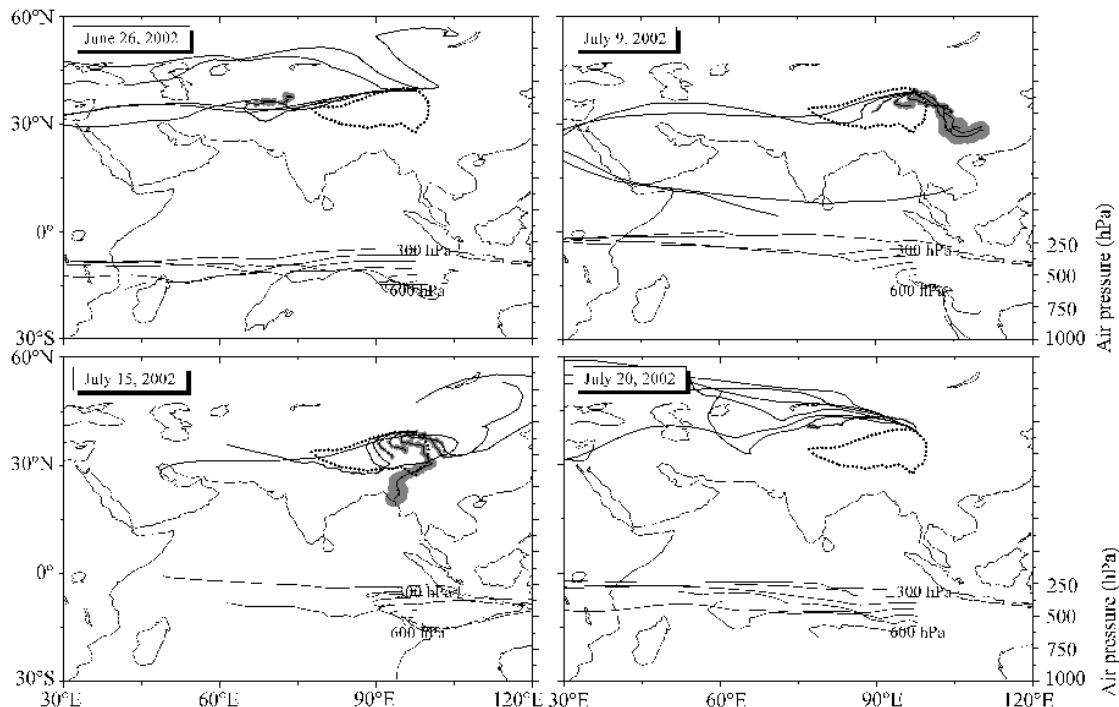 60°N
June 26, 2002
July 9, 2002
30°N
0°
300 hPa
300 hPa
250
600 hPa
600 hPa
500
750
30°S
1000
Air pressure (hPa)
60°N
July 15, 2002
July 20, 2002
30°N
0°
300 hPa
300 hPa
250
600 hPa
600 hPa
500
750
30°S
1000
Air pressure (hPa)
30°E
60°E
90°E
120°E
30°E
60°E
90°E
120°E